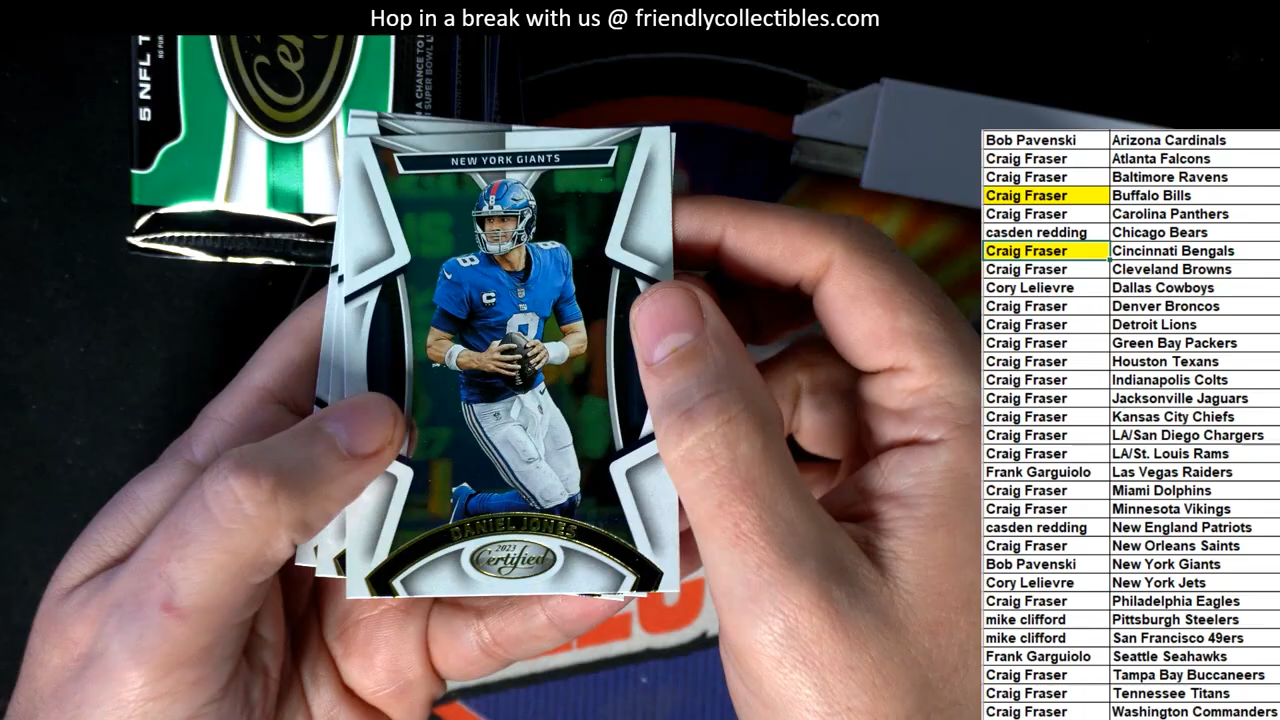 Hop in a break with us @ friendlycollectibles.com
5 NFL T
Cer
A CHANCE TO
SUPER BOWL L
NEW YORK GIANTS
8
8
C
8
DANIEL JONES
2023
Certified
Bob Pavenski Arizona Cardinals
Craig Fraser Atlanta Falcons
Craig Fraser Baltimore Ravens
Craig Fraser Buffalo Bills
Craig Fraser Carolina Panthers
casden redding Chicago Bears
Craig Fraser Cincinnati Bengals
Craig Fraser Cleveland Browns
Cory Lelievre Dallas Cowboys
Craig Fraser Denver Broncos
Craig Fraser Detroit Lions
Craig Fraser Green Bay Packers
Craig Fraser Houston Texans
Craig Fraser Indianapolis Colts
Craig Fraser Jacksonville Jaguars
Craig Fraser Kansas City Chiefs
Craig Fraser LA/San Diego Chargers
Craig Fraser LA/St. Louis Rams
Frank Garguiolo Las Vegas Raiders
Craig Fraser Miami Dolphins
Craig Fraser Minnesota Vikings
casden redding New England Patriots
Craig Fraser New Orleans Saints
Bob Pavenski New York Giants
Cory Lelievre New York Jets
Craig Fraser Philadelphia Eagles
mike clifford Pittsburgh Steelers
mike clifford San Francisco 49ers
Frank Garguiolo Seattle Seahawks
Craig Fraser Tampa Bay Buccaneers
Craig Fraser Tennessee Titans
Craig Fraser Washington Commanders